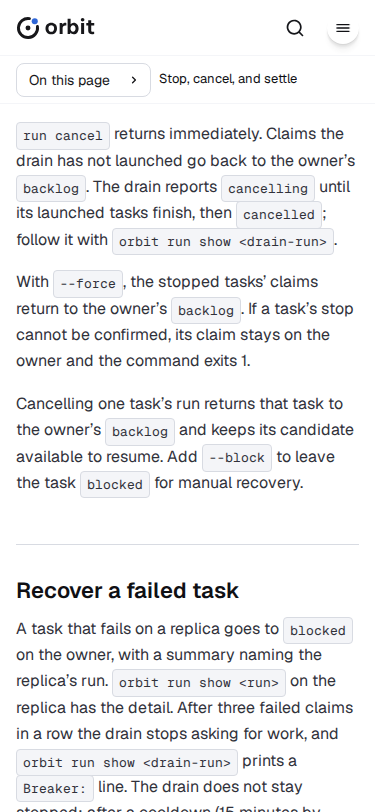 orbit
On this page
Stop, cancel, and settle
run cancel returns immediately. Claims the
drain has not launched go back to the owner’s
backlog. The drain reports cancelling until
its launched tasks finish, then cancelled;
follow it with orbit run show <drain-run>.
With --force, the stopped tasks’ claims
return to the owner’s backlog. If a task’s stop
cannot be confirmed, its claim stays on the
owner and the command exits 1.
Cancelling one task’s run returns that task to
the owner’s backlog and keeps its candidate
available to resume. Add --block to leave
the task blocked for manual recovery.
Recover a failed task
A task that fails on a replica goes to blocked
on the owner, with a summary naming the
replica’s run. orbit run show <run> on the
replica has the detail. After three failed claims
in a row the drain stops asking for work, and
orbit run show <drain-run> prints a
Breaker: line. The drain does not stay
stopped: after a cooldown (15 minutes by